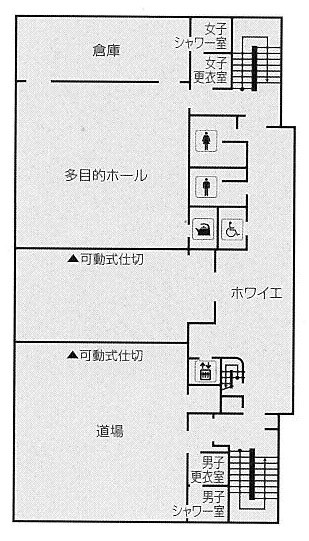 女子
シャワー室
倉庫
女子
更衣室
多目的ホール
▲可動式仕切
ホワイエ
▲可動式仕切
道場
男子
更衣室
男子
シャワー室